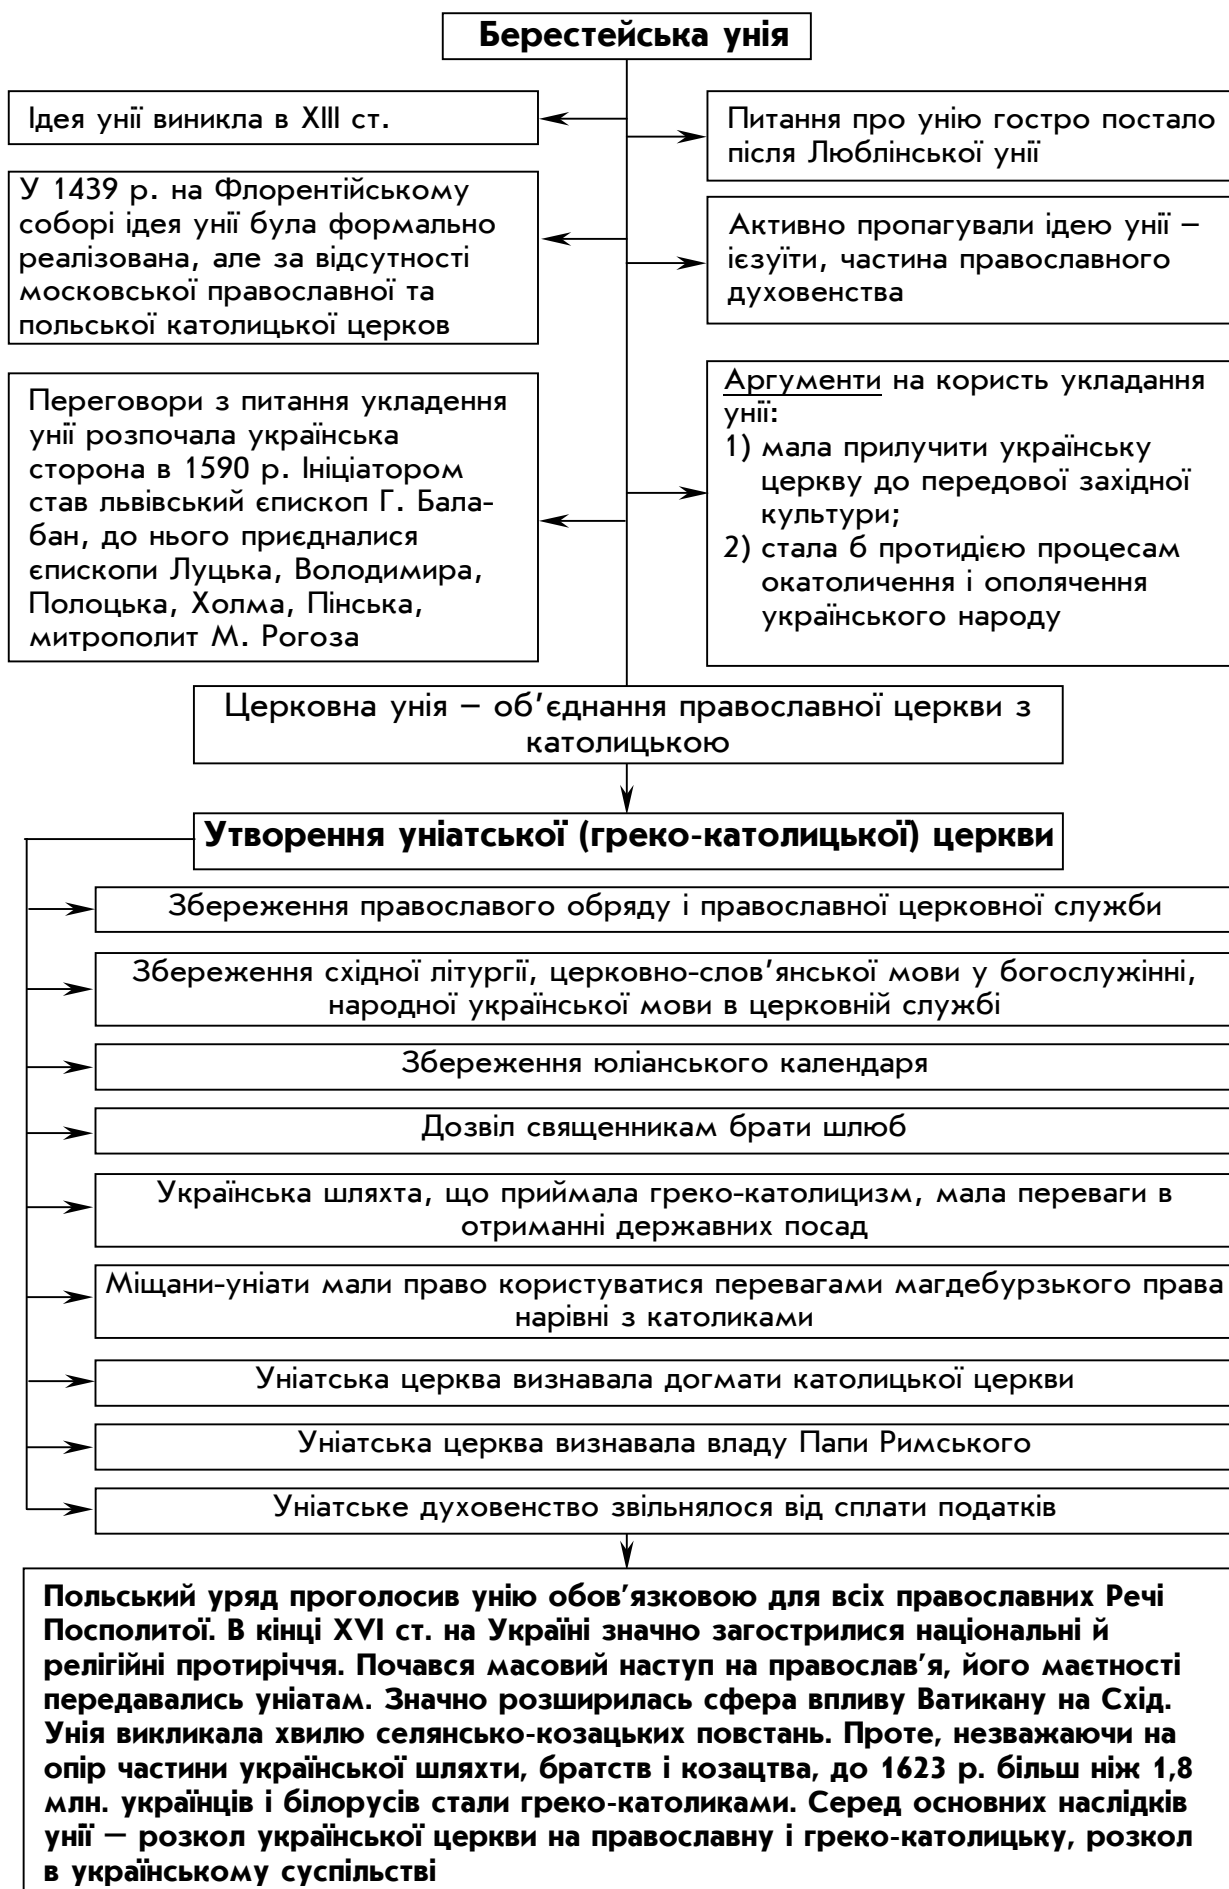 Берестейська унія
Ідея унії виникла в XIII ст.
Питання про унію гостро постало
після Люблінської унії
У 1439 р. на Флорентійському
соборі ідея унії була формально
реалізована, але за відсутності
московської православної та
польської католицької церков
Активно пропагували ідею унії —
ієзуїти, частина православного
духовенства
Переговори з питання укладення
унії розпочала українська
сторона в 1590 р. Ініціатором
став львівський єпископ Г. Бала-
бан, до нього приєдналися
єпископи Луцька, Володимира,
Полоцька, Холма, Пінська,
митрополит М. Рогоза
Аргументи на користь укладання
унії:
1) мала прилучити українську
церкву до передової західної
культури;
2) стала б протидією процесам
окатоличення і ополячення
українського народу
Церковна унія — об’єднання православної церкви з
католицькою
Утворення уніатської (греко-католицької) церкви
Збереження православого обряду і православної церковної служби
Збереження східної літургії, церковно-слов’янської мови у богослужінні,
народної української мови в церковній службі
Збереження юліанського календаря
Дозвіл священникам брати шлюб
Українська шляхта, що приймала греко-католицизм, мала переваги в
отриманні державних посад
Міщани-уніати мали право користуватися перевагами магдебурзького права
нарівні з католиками
Уніатська церква визнавала догмати католицької церкви
Уніатська церква визнавала владу Папи Римського
Уніатське духовенство звільнялося від сплати податків
Польський уряд проголосив унію обов’язковою для всіх православних Речі
Посполитої. В кінці XVI ст. на Україні значно загострилися національні й
релігійні протиріччя. Почався масовий наступ на православ’я, його маєтності
передавались уніатам. Значно розширилась сфера впливу Ватикану на Схід.
Унія викликала хвилю селянсько-козацьких повстань. Проте, незважаючи на
опір частини української шляхти, братств і козацтва, до 1623 р. більш ніж 1,8
млн. українців і білорусів стали греко-католиками. Серед основних наслідків
унії — розкол української церкви на православну і греко-католицьку, розкол
в українському суспільстві